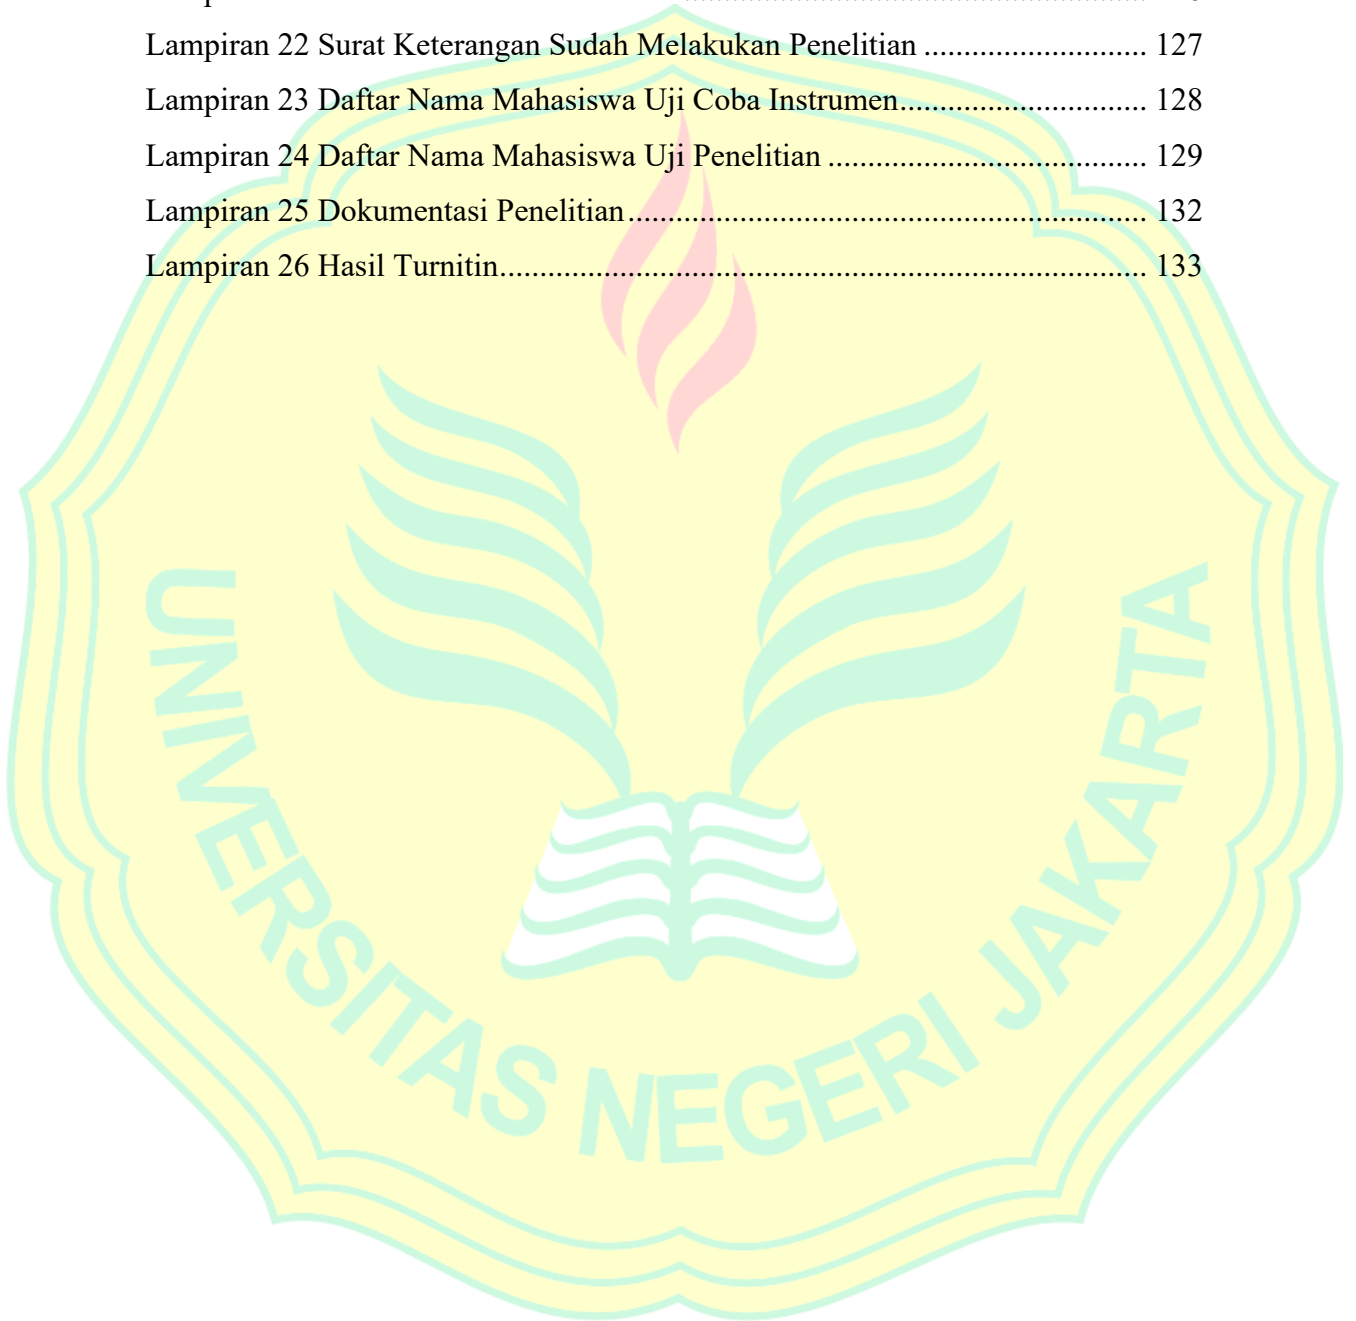 Lampiran 22 Surat Keterangan Sudah Melakukan Penelitian ............................ 127
Lampiran 23 Daftar Nama Mahasiswa Uji Coba Instrumen............................... 128
Lampiran 24 Daftar Nama Mahasiswa Uji Penelitian ........................................ 129
Lampiran 25 Dokumentasi Penelitian................................................................. 132
Lampiran 26 Hasil Turnitin................................................................................. 133
UNIVERSITAS NEGERI JAKARTA